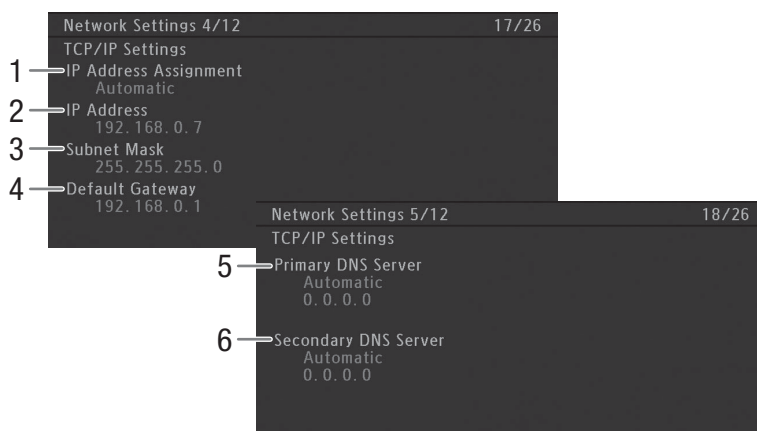 Network Settings 4/12 17/26
TCP/IP Settings
1 IP Address Assignment
Automatic
2 IP Address
192.168.0.7
3 Subnet Mask
255.255.255.0
4 Default Gateway
192.168.0.1
Network Settings 5/12 18/26
TCP/IP Settings
5 Primary DNS Server
Automatic
0.0.0.0
6 Secondary DNS Server
Automatic
0.0.0.0